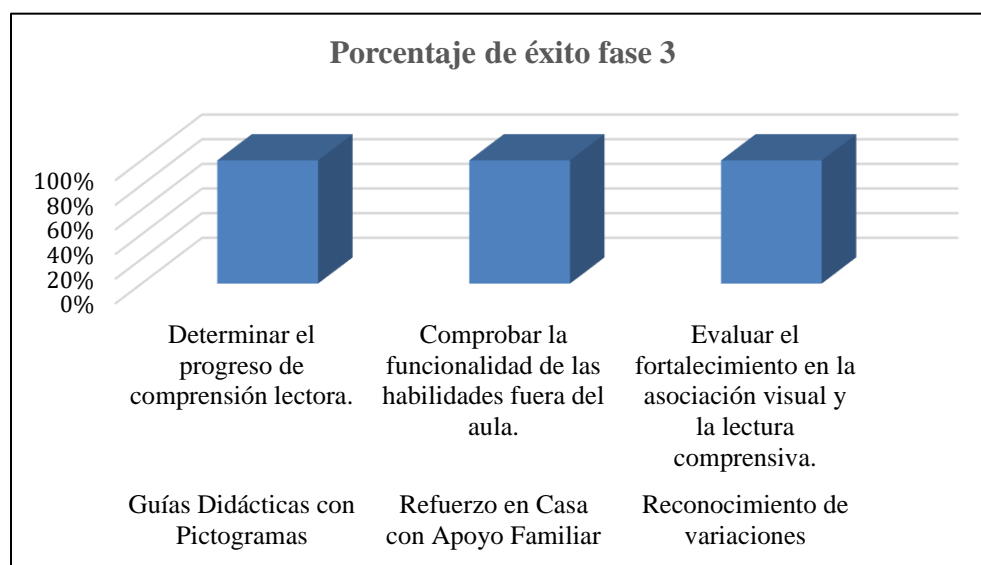 Porcentaje de éxito fase 3
100%
80%
60%
40%
20%
0%
Determinar el
progreso de
comprensión lectora.
Comprobar la
funcionalidad de las
habilidades fuera del
aula.
Evaluar el
fortalecimiento en la
asociación visual y
la lectura
comprensiva.
Guías Didácticas con
Pictogramas
Refuerzo en Casa
con Apoyo Familiar
Reconocimiento de
variaciones